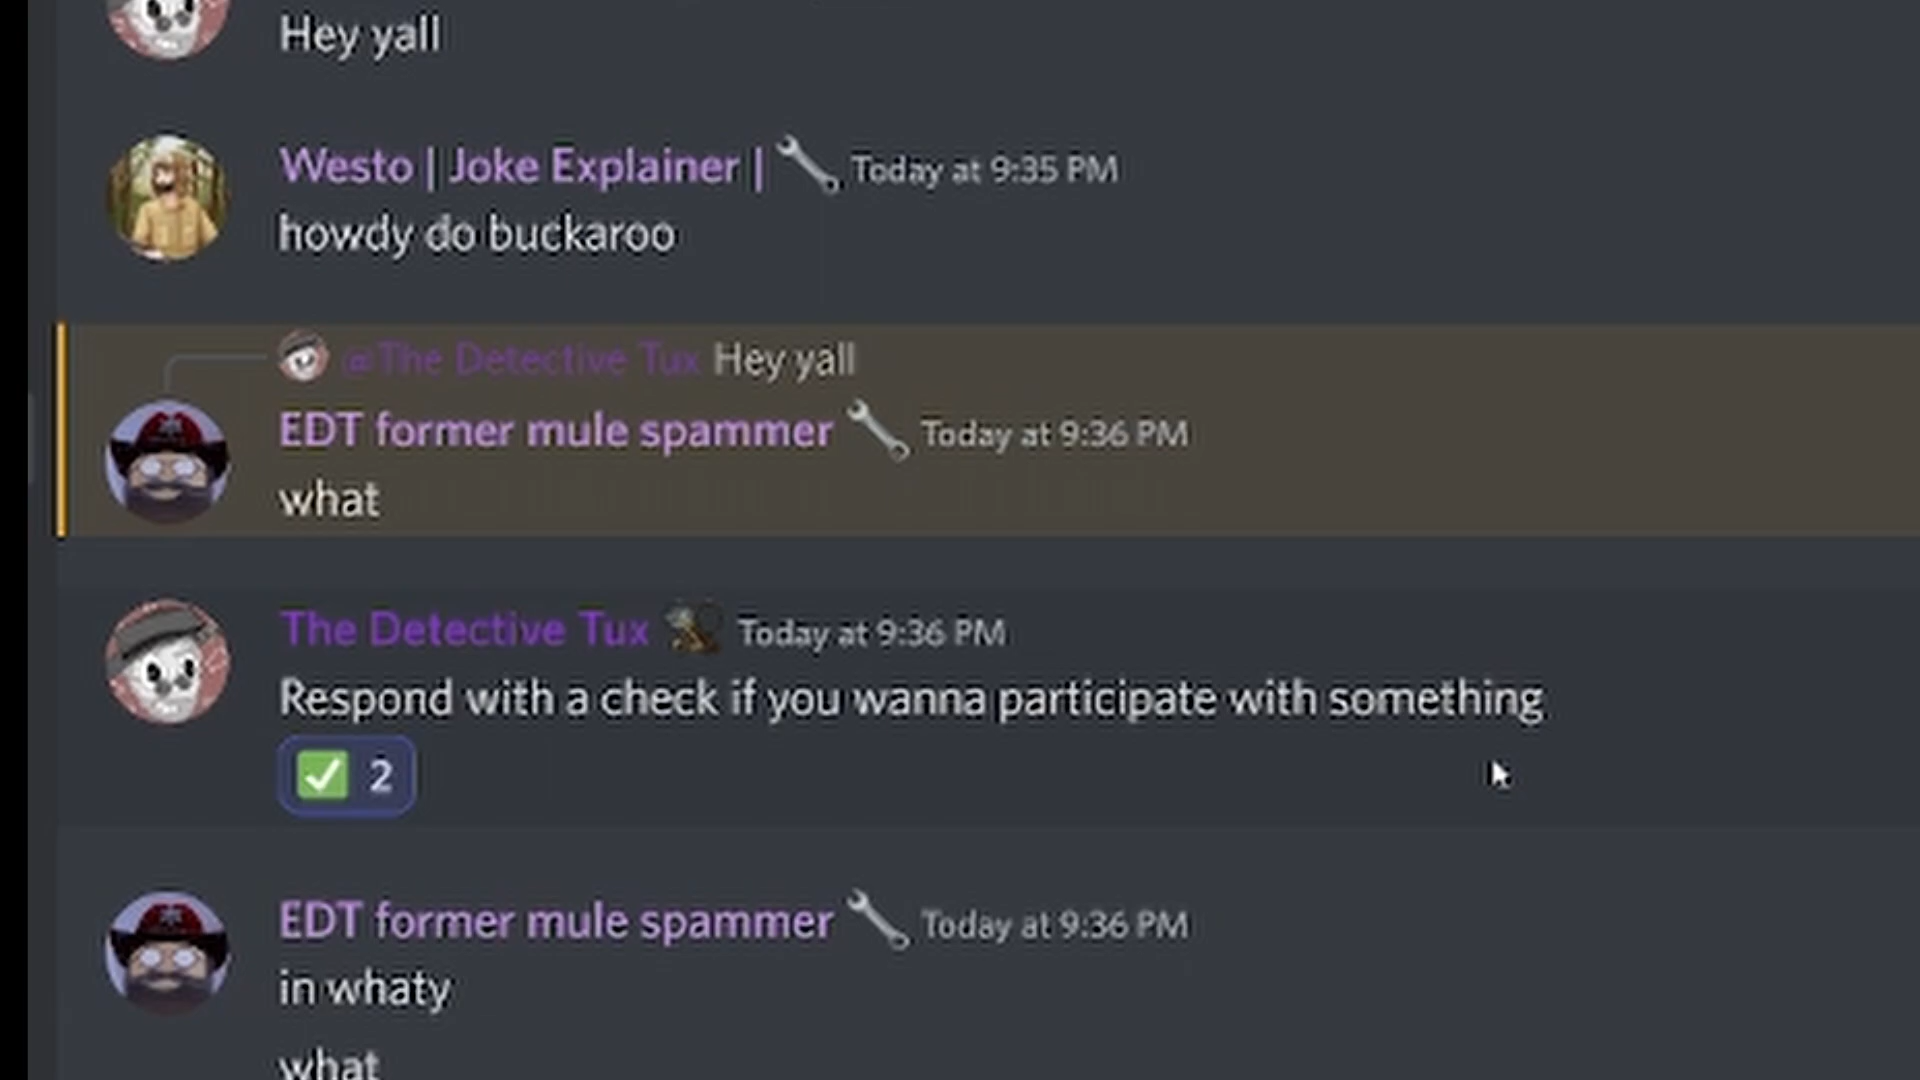 Hey yall
Westo | Joke Explainer | Today at 9:35 PM
howdy do buckaroo
@The Detective Tux Hey yall
EDT former mule spammer Today at 9:36 PM
what
The Detective Tux Today at 9:36 PM
Respond with a check if you wanna participate with something
2
EDT former mule spammer Today at 9:36 PM
in whaty
what